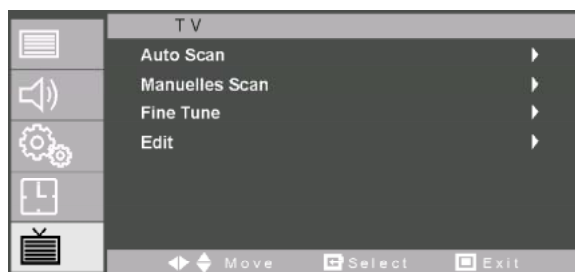 TV
Auto Scan
Manuelles Scan
Fine Tune
Edit
Move Select Exit